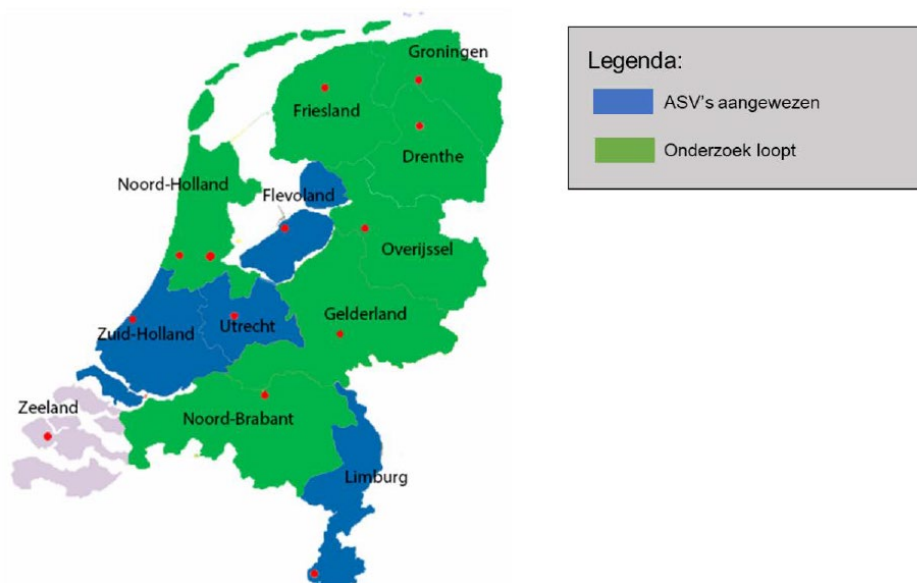 Groningen
Friesland
Drenthe
Noord-Holland
Flevoland
Overijssel
Gelderland
Utrecht
Zuid-Holland
Zeeland
Noord-Brabant
Limburg
Legenda:
ASV's aangewezen
Onderzoek loopt